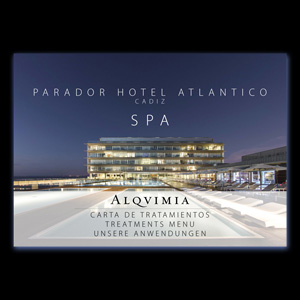 PARADOR HOTEL ATLANTICO
CADIZ
SPA
ALQVIMIA
CARTA DE TRATAMIENTOS
TREATMENTS MENU
UNSERE ANWENDUNGEN